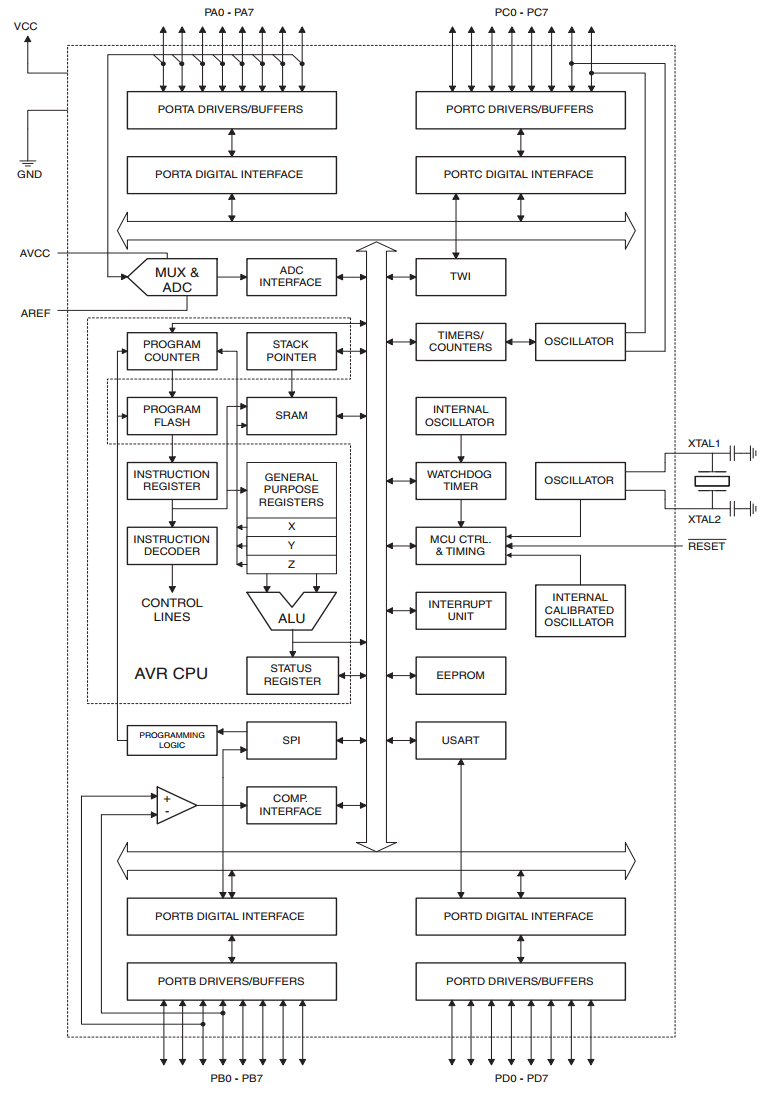 PA0 - PA7
PC0 - PC7
VCC
PORTA DRIVERS/BUFFERS
PORTC DRIVERS/BUFFERS
GND
PORTA DIGITAL INTERFACE
PORTC DIGITAL INTERFACE
AVCC
MUX &
ADC
ADC
INTERFACE
TWI
AREF
PROGRAM
COUNTER
STACK
POINTER
TIMERS/
COUNTERS
OSCILLATOR
PROGRAM
FLASH
SRAM
INTERNAL
OSCILLATOR
XTAL1
INSTRUCTION
REGISTER
GENERAL
PURPOSE
REGISTERS
WATCHDOG
TIMER
OSCILLATOR
XTAL2
X
Y
Z
INSTRUCTION
DECODER
MCU CTRL.
& TIMING
RESET
CONTROL
LINES
ALU
INTERRUPT
UNIT
INTERNAL
CALIBRATED
OSCILLATOR
AVR CPU
STATUS
REGISTER
EEPROM
PROGRAMMING
LOGIC
SPI
USART
+
-
COMP.
INTERFACE
PORTB DIGITAL INTERFACE
PORTD DIGITAL INTERFACE
PORTB DRIVERS/BUFFERS
PORTD DRIVERS/BUFFERS
PB0 - PB7
PD0 - PD7